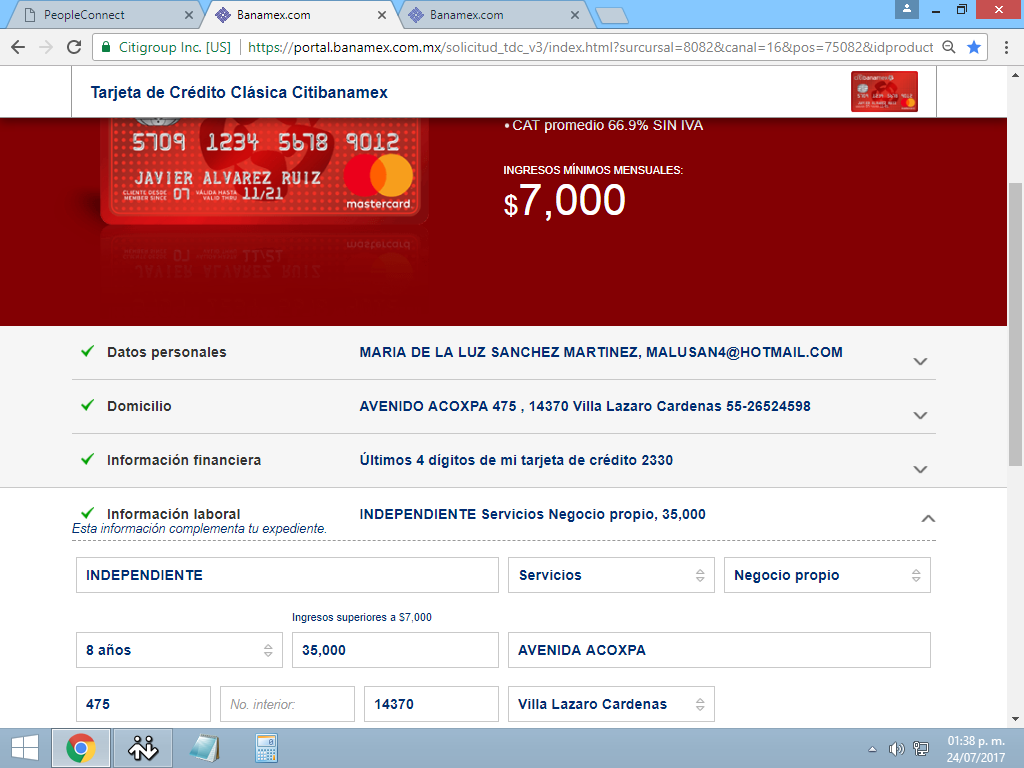 PeopleConnect
Banamex.com
Banamex.com
Citigroup Inc. [US]
https://portal.banamex.com.mx/solicitud_tdc_v3/index.html?surcursal=8082&canal=16&pos=75082&idproduct
Tarjeta de Crédito Clásica Citibanamex
5709 1234 5678 9012
JAVIER ALVAREZ RUIZ
CLIENTE DESDE
MEMBER SINCE 07 VÁLIDA HASTA
VALID THRU 11/21
mastercard.
• CAT promedio 66.9% SIN IVA
INGRESOS MÍNIMOS MENSUALES:
$7,000
Datos personales MARIA DE LA LUZ SANCHEZ MARTINEZ, MALUSAN4@HOTMAIL.COM
Domicilio AVENIDO ACOXPA 475 , 14370 Villa Lazaro Cardenas 55-26524598
Información financiera Últimos 4 dígitos de mi tarjeta de crédito 2330
Información laboral INDEPENDIENTE Servicios Negocio propio, 35,000
Esta información complementa tu expediente.
INDEPENDIENTE Servicios Negocio propio
Ingresos superiores a $7,000
8 años 35,000 AVENIDA ACOXPA
475 No. interior: 14370 Villa Lazaro Cardenas
01:38 p. m.
24/07/2017